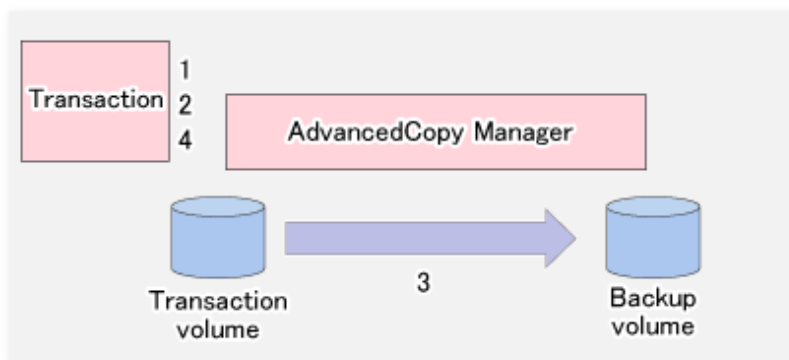 1
Transaction 2
4
AdvancedCopy Manager
3
Transaction
volume
Backup
volume